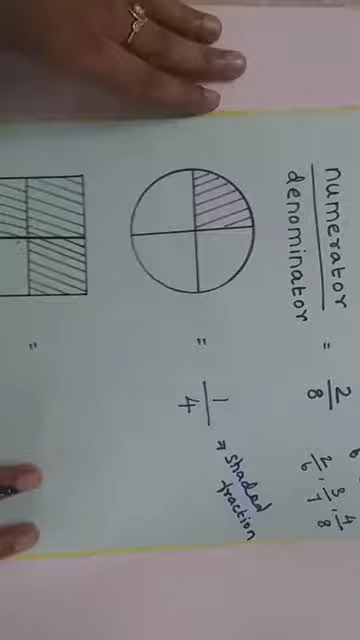 numerator
denominator = 2/8
2/6, 3/7, 4/8
= 1/4 → shaded
fraction
=